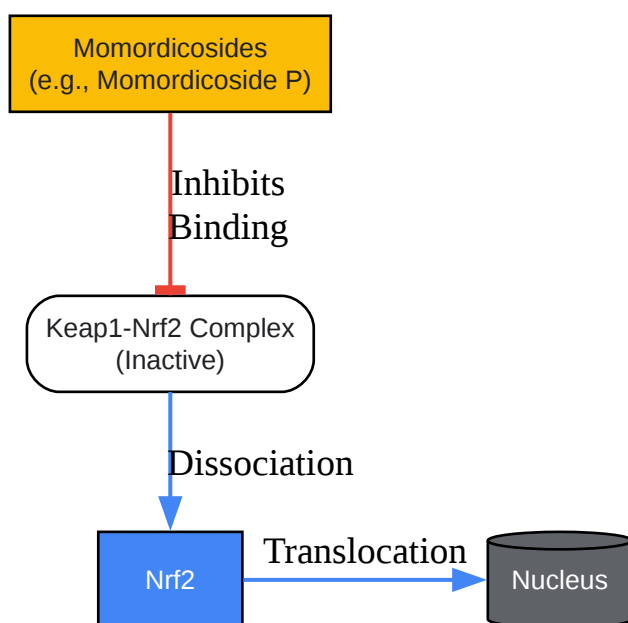 Momordicosides
(e.g., Momordicoside P)
Inhibits
Binding
Keap1-Nrf2 Complex
(Inactive)
Dissociation
Nrf2
Translocation
Nucleus